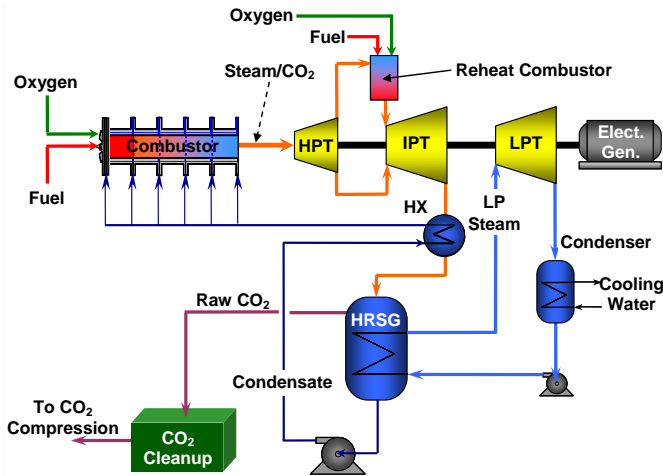 Fuel
Oxygen
Oxygen
Steam/CO₂
Reheat Combustor
Combustor
HPT
IPT
LPT
Elect.
Gen.
Fuel
HX
LP
Steam
Condenser
Cooling
Water
Raw CO₂
HRSG
Condensate
To CO₂
Compression
CO₂
Cleanup